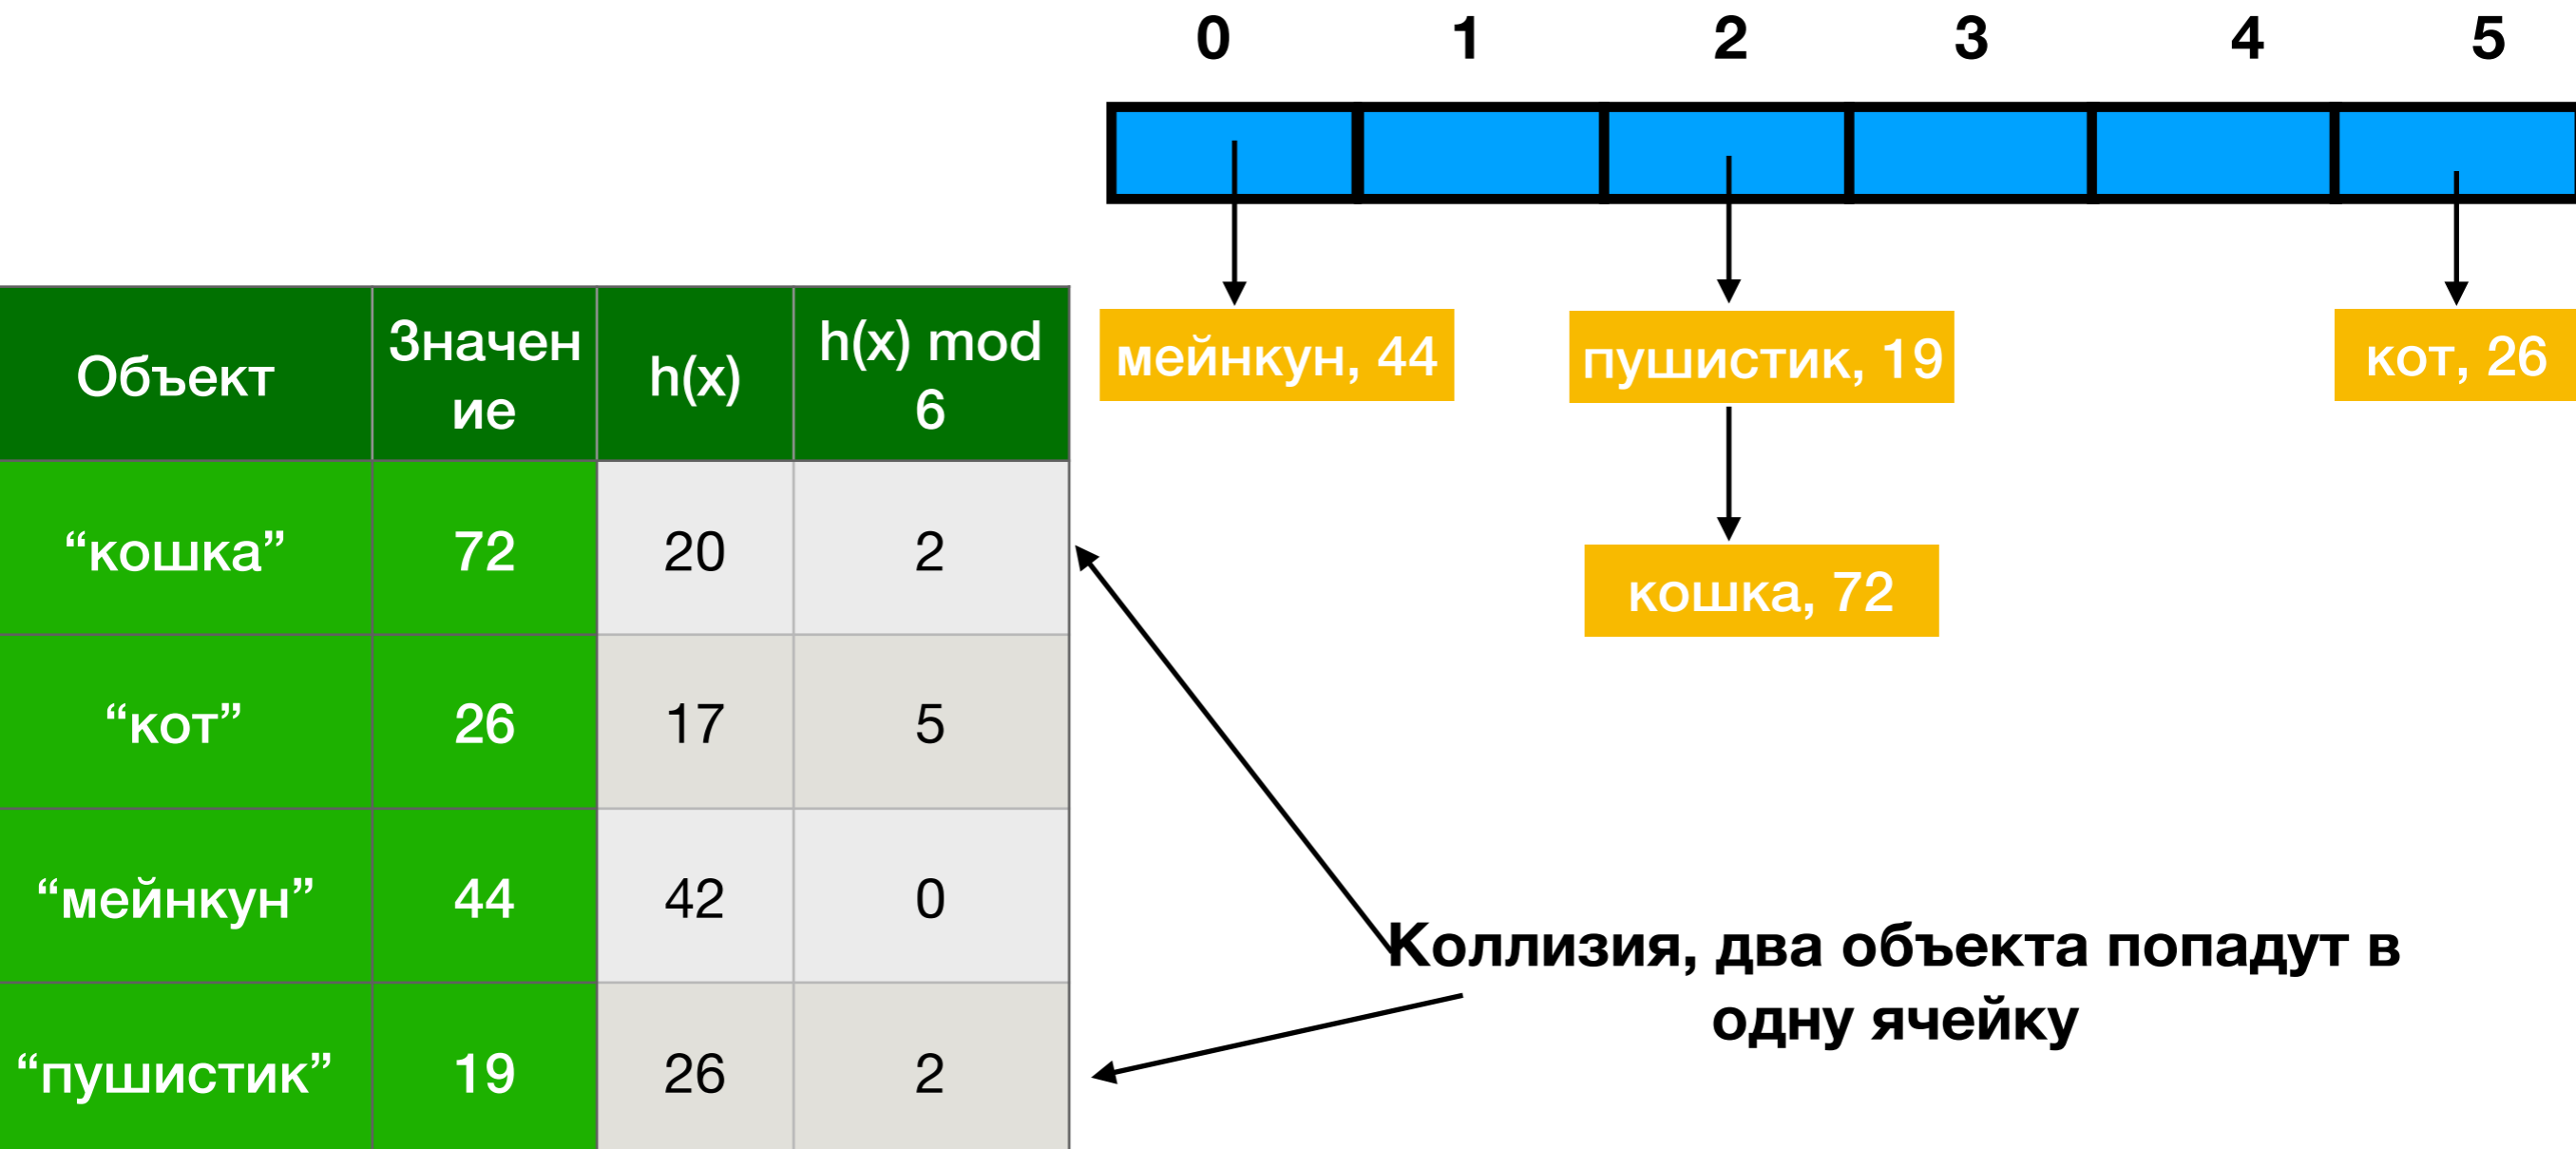 0 1 2 3 4 5
мейнкун, 44 пушистик, 19 кот, 26
кошка, 72
Объект Значен
ие h(x) h(x) mod
6
“кошка” 72 20 2
“кот” 26 17 5
“мейнкун” 44 42 0
“пушистик” 19 26 2
Коллизия, два объекта попадут в
одну ячейку